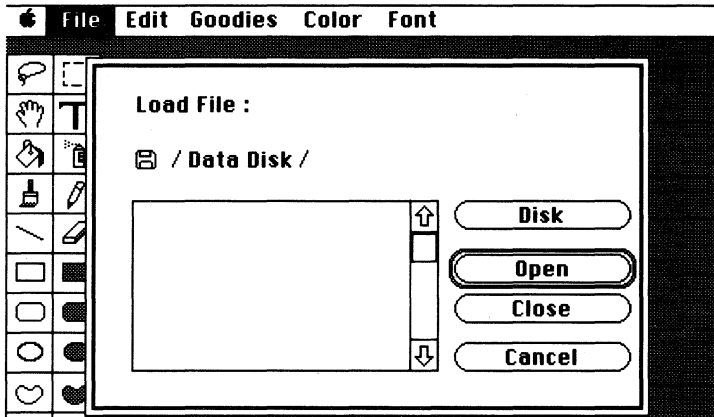 File Edit Goodies Color Font
Load File :
/ Data Disk /
Disk
Open
Close
Cancel
T